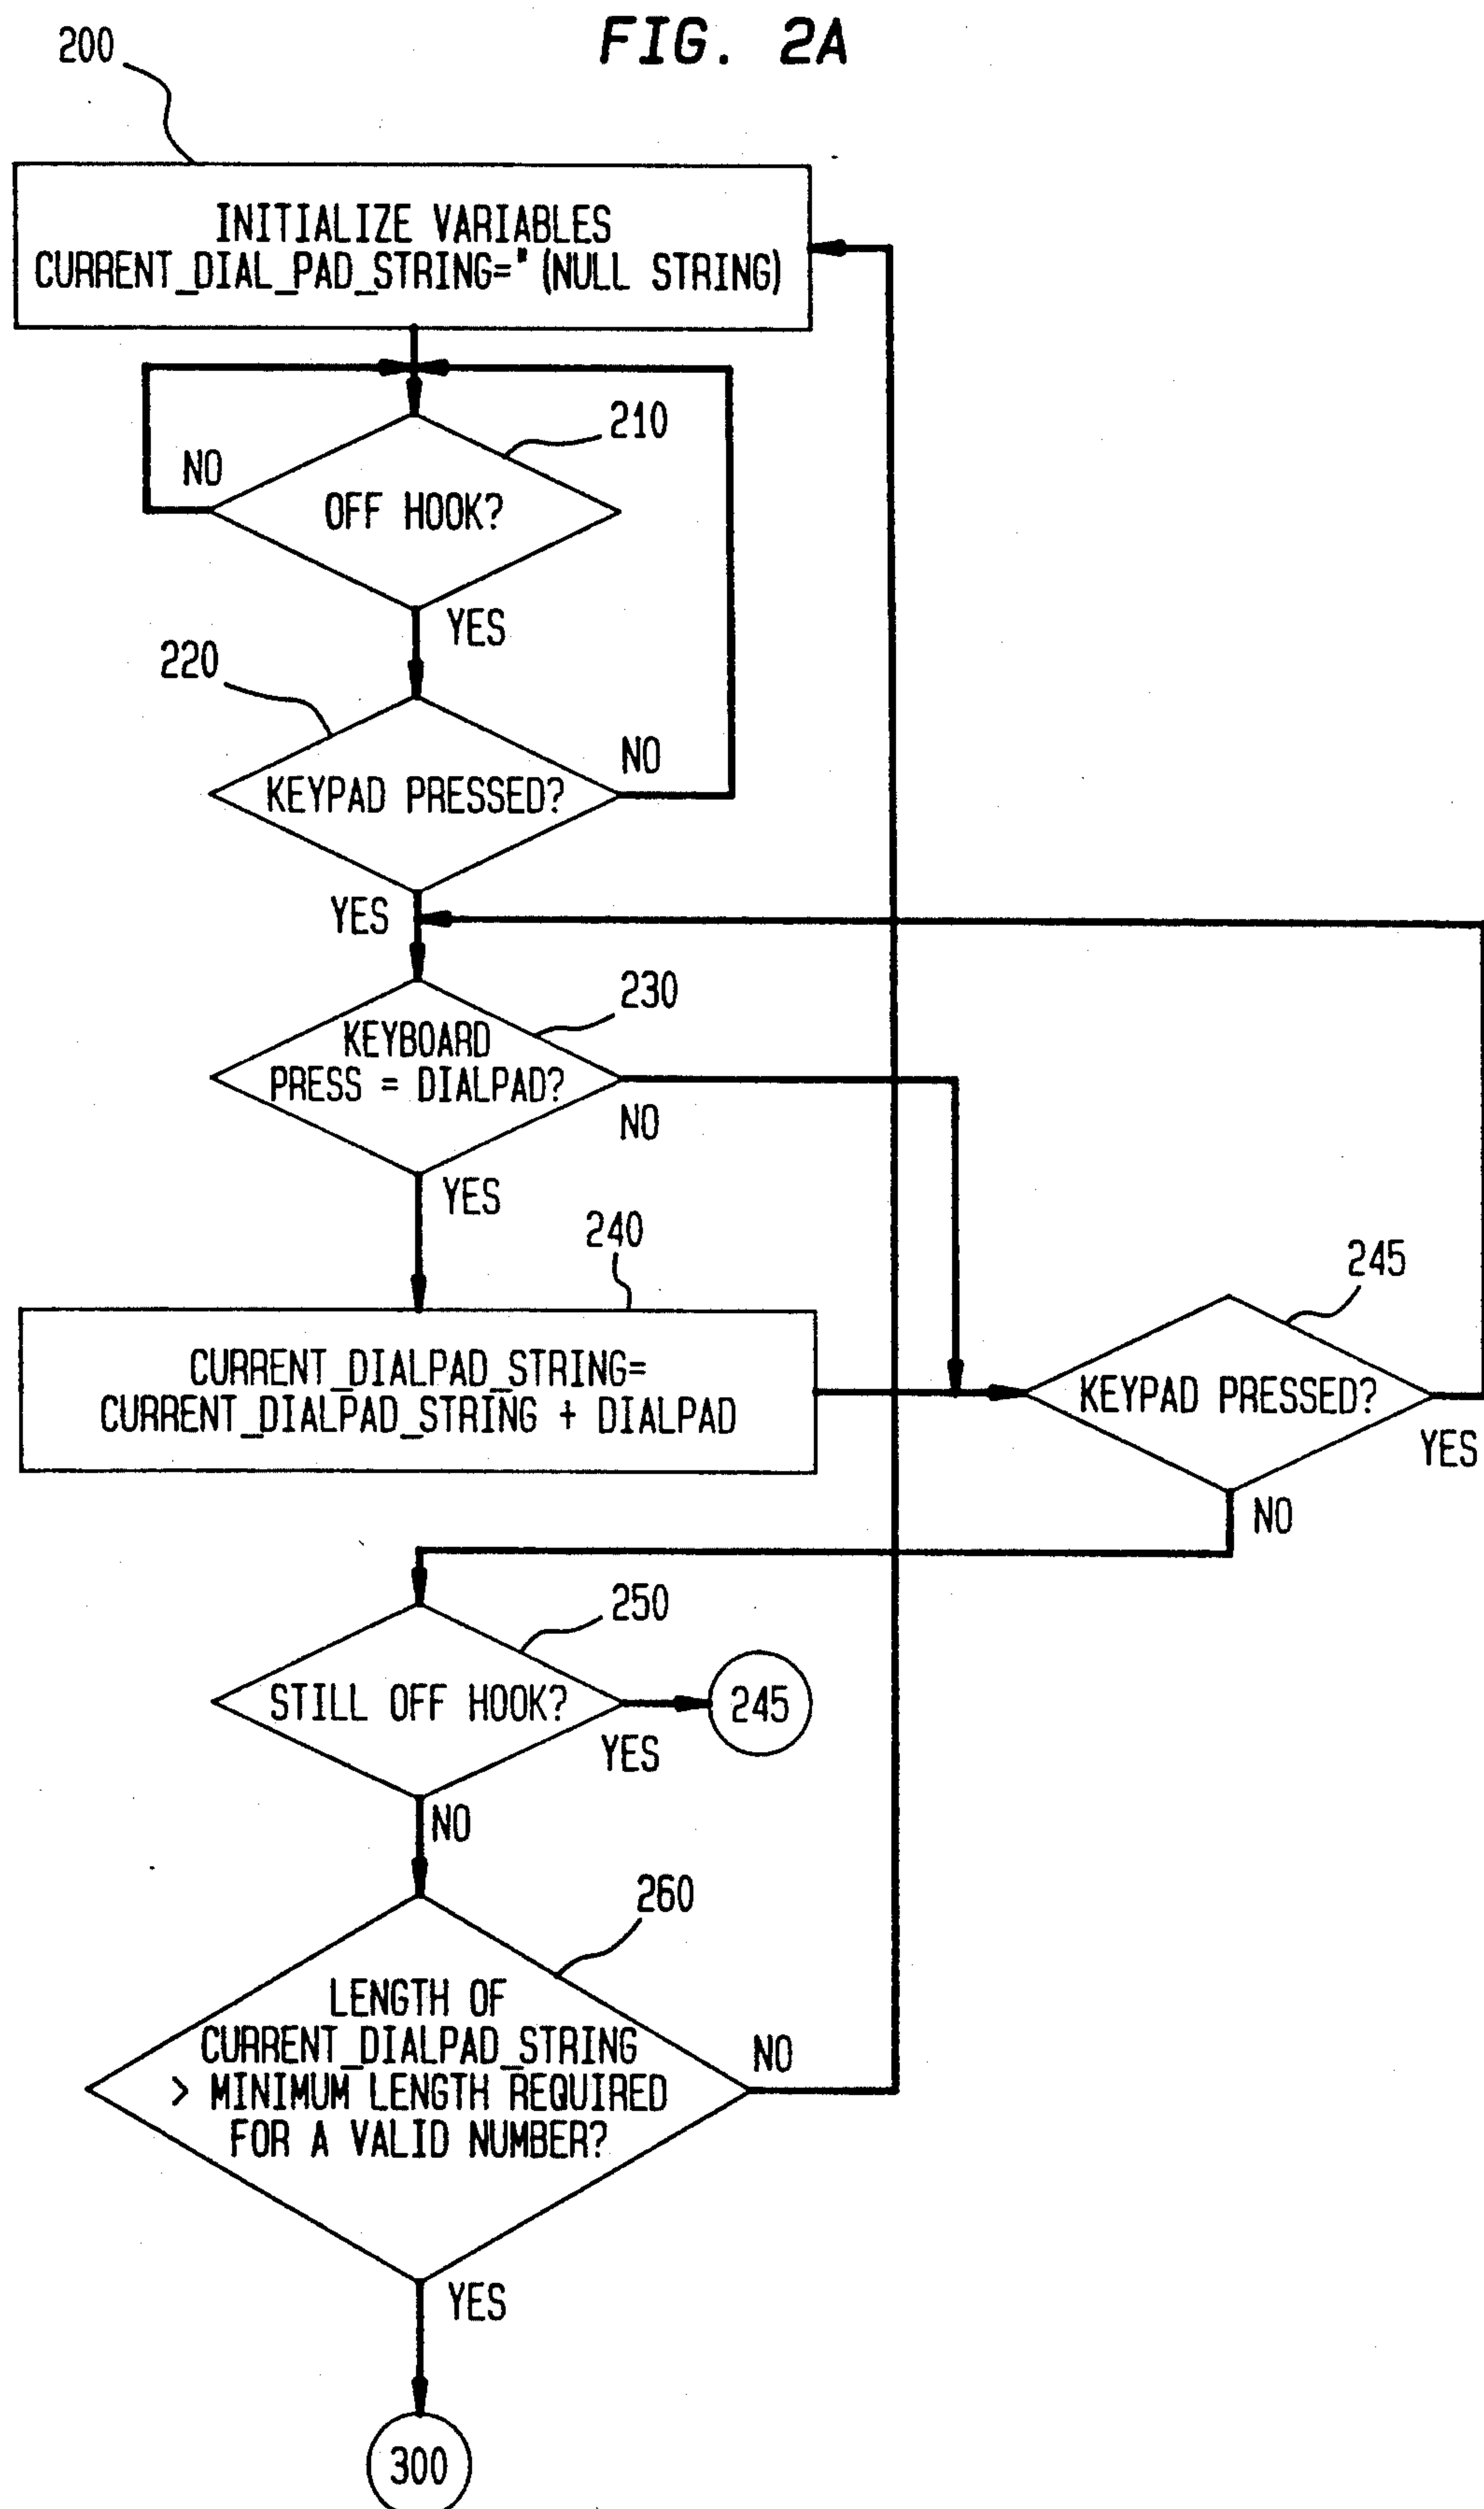 FIG. 2A
200
INITIALIZE VARIABLES
CURRENT_DIAL_PAD_STRING=" (NULL STRING)
210
NO
OFF HOOK?
YES
220
NO
KEYPAD PRESSED?
YES
230
KEYBOARD
PRESS = DIALPAD?
NO
YES
240
245
CURRENT_DIALPAD_STRING=
CURRENT_DIALPAD_STRING + DIALPAD
KEYPAD PRESSED?
YES
NO
250
STILL OFF HOOK?
245
YES
NO
260
LENGTH OF
CURRENT_DIALPAD_STRING
> MINIMUM LENGTH REQUIRED
FOR A VALID NUMBER?
NO
YES
300